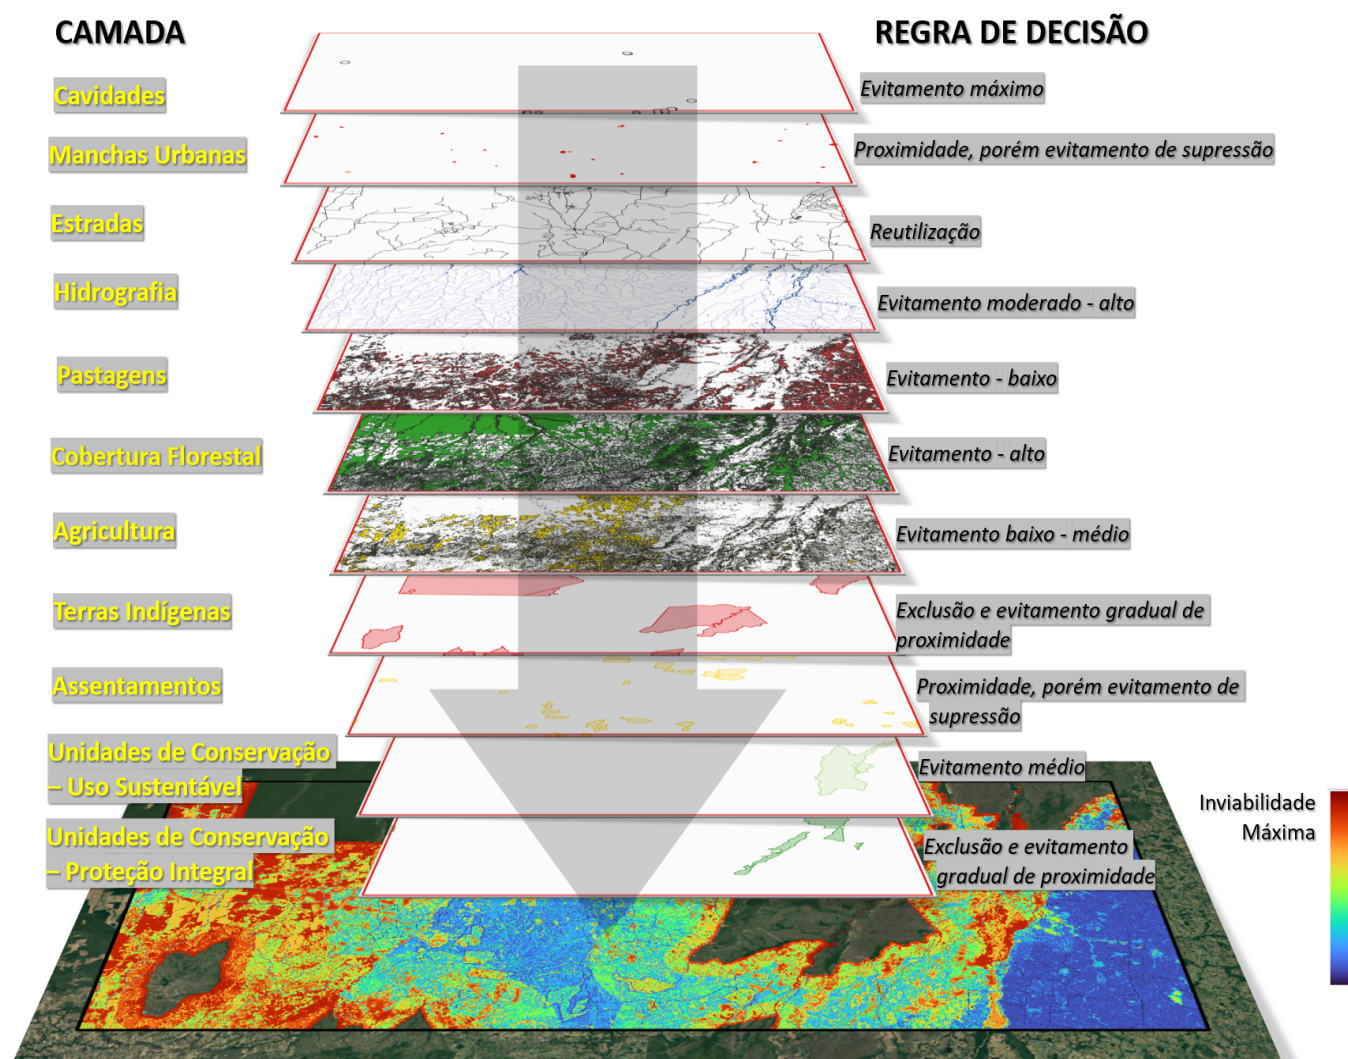 CAMADA
REGRA DE DECISÃO
Cavidades
Evitamento máximo
Manchas Urbanas
Proximidade, porém evitamento de supressão
Estradas
Reutilização
Hidrografia
Evitamento moderado - alto
Pastagens
Evitamento - baixo
Cobertura Florestal
Evitamento - alto
Agricultura
Evitamento baixo - médio
Terras Indígenas
Exclusão e evitamento gradual de
proximidade
Assentamentos
Proximidade, porém evitamento de
supressão
Unidades de Conservação
– Uso Sustentável
Evitamento médio
Unidades de Conservação
– Proteção Integral
Exclusão e evitamento
gradual de proximidade
Inviabilidade
Máxima